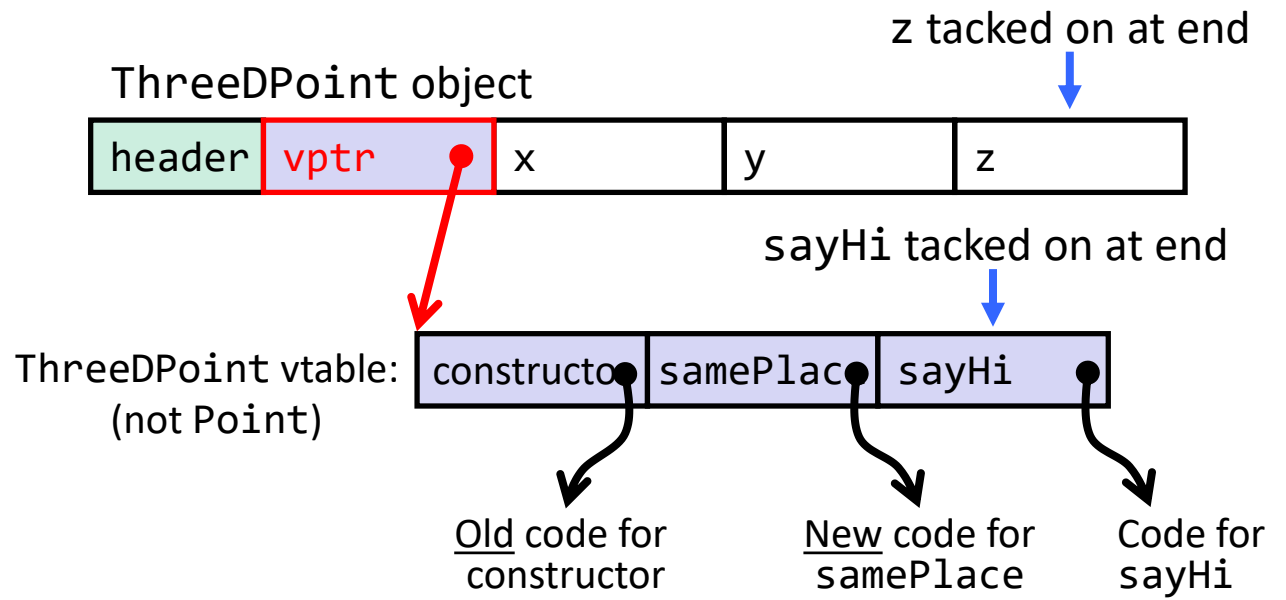 z tacked on at end
ThreeDPoint object
header vptr x y z
sayHi tacked on at end
ThreeDPoint vtable: constructo samePlac sayHi
(not Point)
Old code for New code for Code for
constructor samePlace sayHi